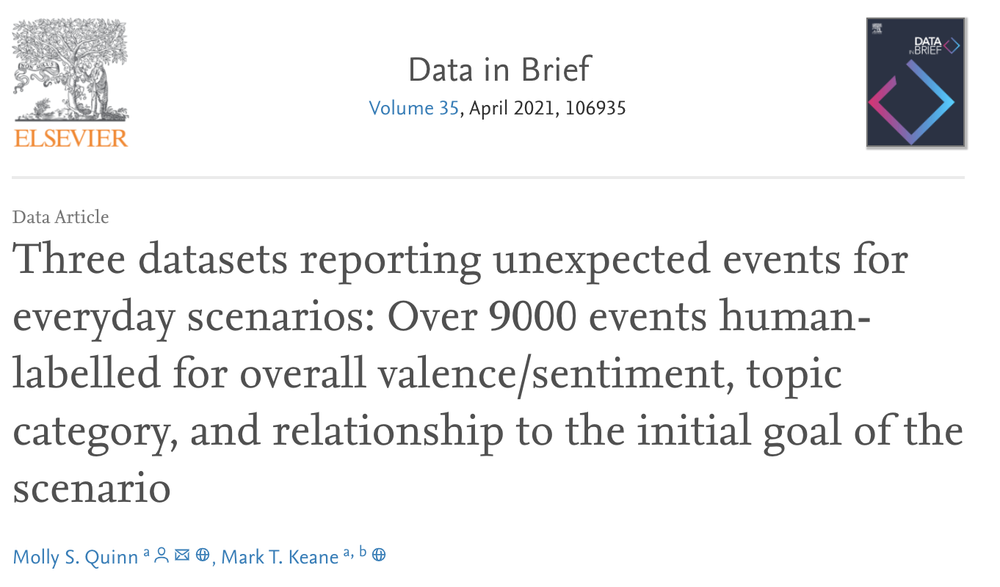 NON SOLUS
ELSEVIER
Data in Brief
Volume 35, April 2021, 106935
DATA
IN BRIEF
Data Article
Three datasets reporting unexpected events for
everyday scenarios: Over 9000 events human-
labelled for overall valence/sentiment, topic
category, and relationship to the initial goal of the
scenario
Molly S. Quinn a, Mark T. Keane a, b